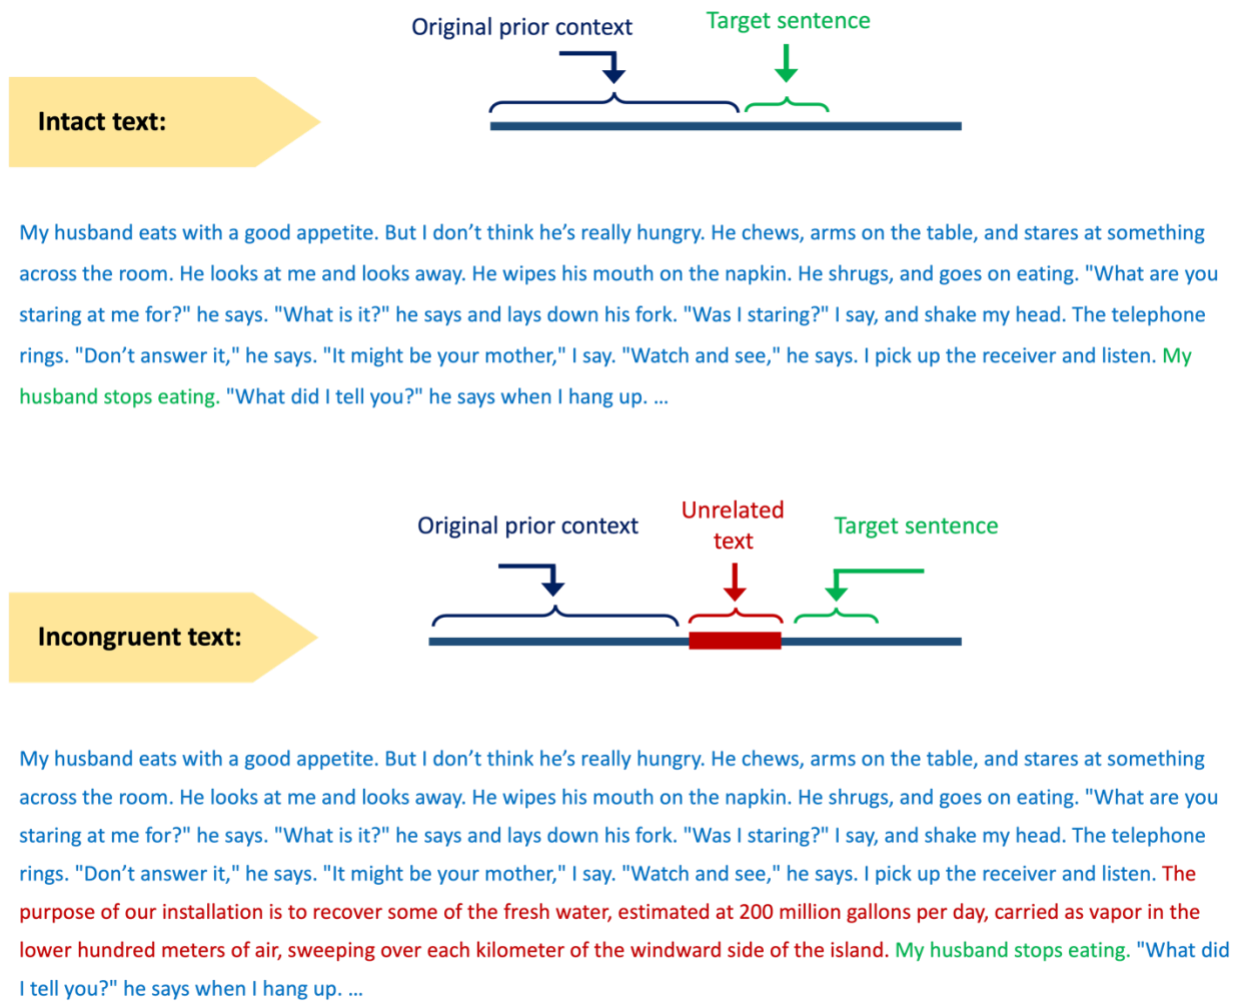 Original prior context
Target sentence
Intact text:
My husband eats with a good appetite. But I don’t think he’s really hungry. He chews, arms on the table, and stares at something
across the room. He looks at me and looks away. He wipes his mouth on the napkin. He shrugs, and goes on eating. "What are you
staring at me for?" he says. "What is it?" he says and lays down his fork. "Was I staring?" I say, and shake my head. The telephone
rings. "Don’t answer it," he says. "It might be your mother," I say. "Watch and see," he says. I pick up the receiver and listen. My
husband stops eating. "What did I tell you?" he says when I hang up. ...
Original prior context
Unrelated
text
Target sentence
Incongruent text:
My husband eats with a good appetite. But I don’t think he’s really hungry. He chews, arms on the table, and stares at something
across the room. He looks at me and looks away. He wipes his mouth on the napkin. He shrugs, and goes on eating. "What are you
staring at me for?" he says. "What is it?" he says and lays down his fork. "Was I staring?" I say, and shake my head. The telephone
rings. "Don’t answer it," he says. "It might be your mother," I say. "Watch and see," he says. I pick up the receiver and listen. The
purpose of our installation is to recover some of the fresh water, estimated at 200 million gallons per day, carried as vapor in the
lower hundred meters of air, sweeping over each kilometer of the windward side of the island. My husband stops eating. "What did
I tell you?" he says when I hang up. ...